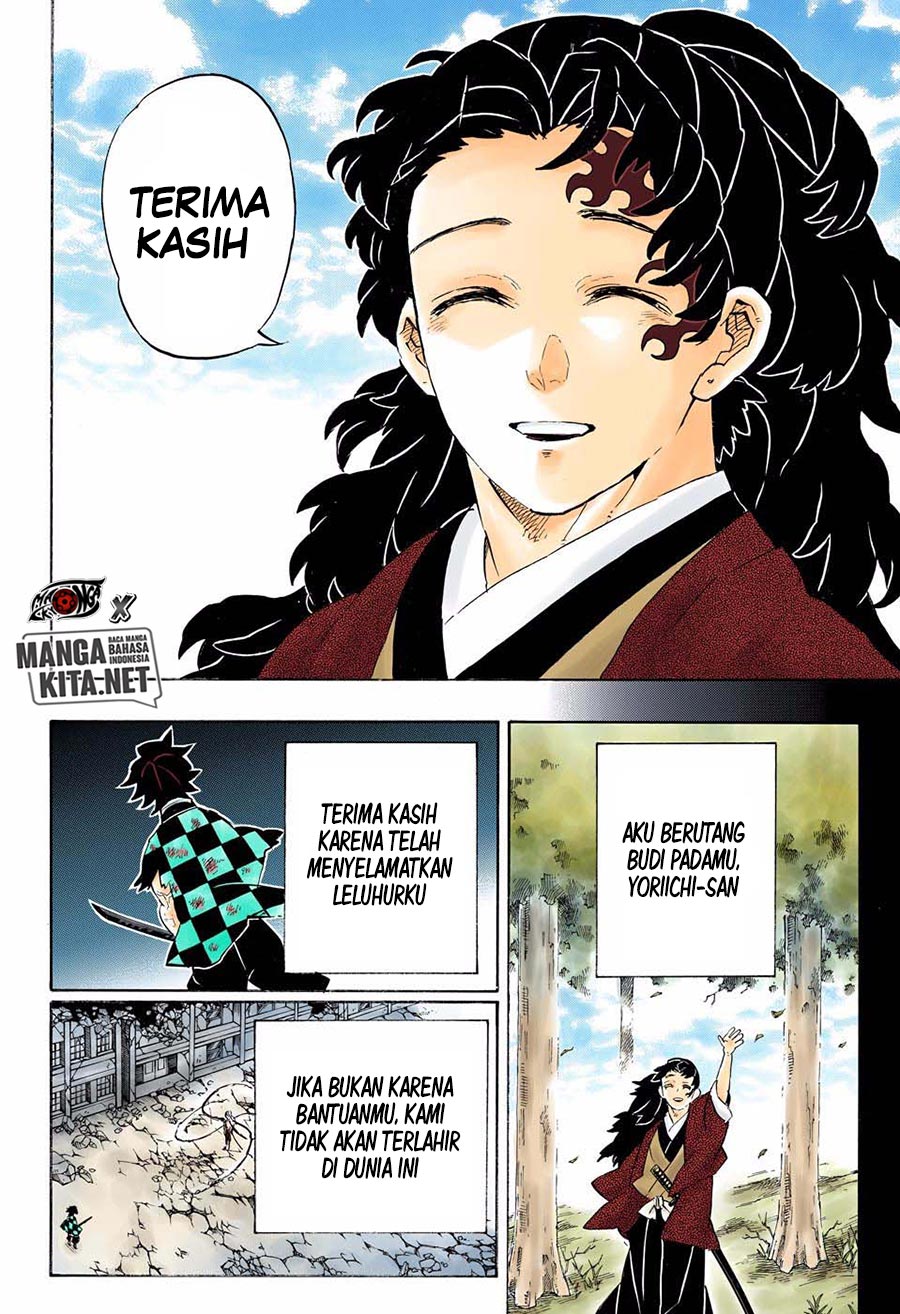 TERIMA
KASIH
MANGA
BACA MANGA
BAHASA
INDONESIA
KITA.NET
X
AKU BERUTANG
BUDI PADAMU,
YORIICHI-SAN
TERIMA KASIH
KARENA TELAH
MENYELAMATKAN
LELUHURKU
JIKA BUKAN KARENA
BANTUANMU, KAMI
TIDAK AKAN TERLAHIR
DI DUNIA INI